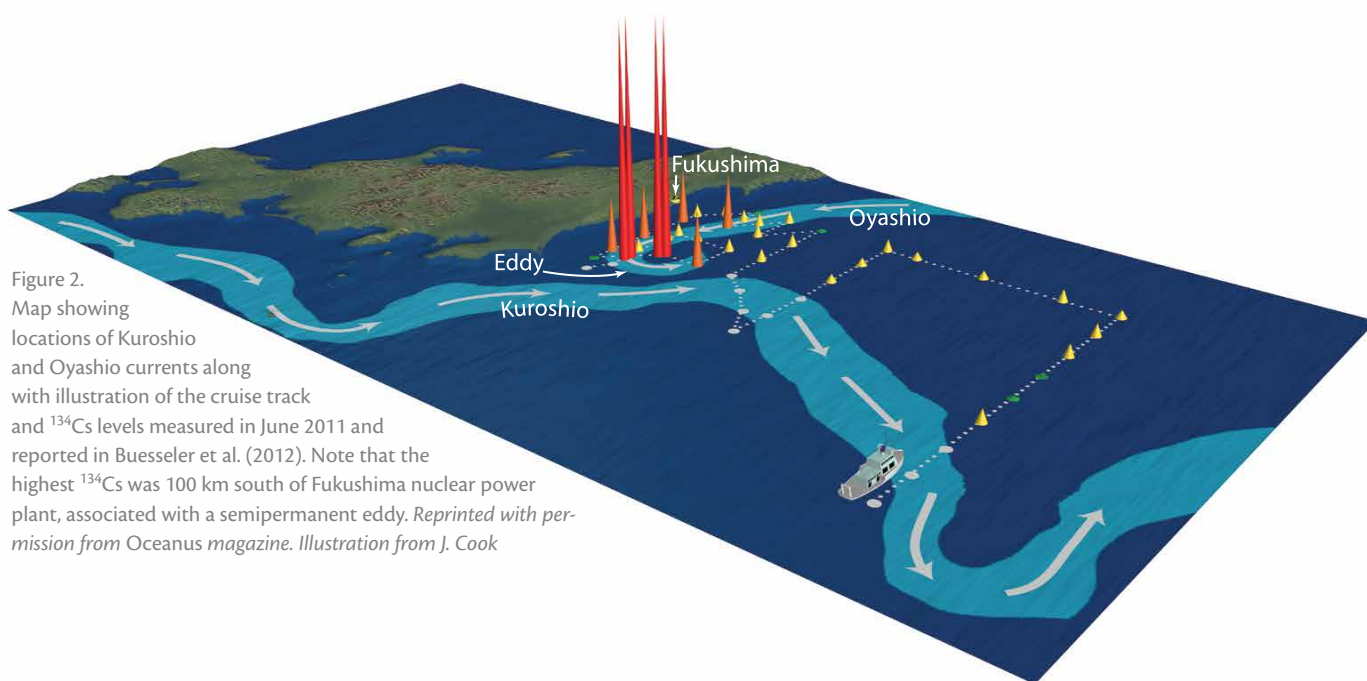 Fukushima
Oyashio
Eddy
Kuroshio
Figure 2.
Map showing
locations of Kuroshio
and Oyashio currents along
with illustration of the cruise track
and ¹³⁴Cs levels measured in June 2011 and
reported in Buesseler et al. (2012). Note that the
highest ¹³⁴Cs was 100 km south of Fukushima nuclear power
plant, associated with a semipermanent eddy. Reprinted with per-
mission from Oceanus magazine. Illustration from J. Cook